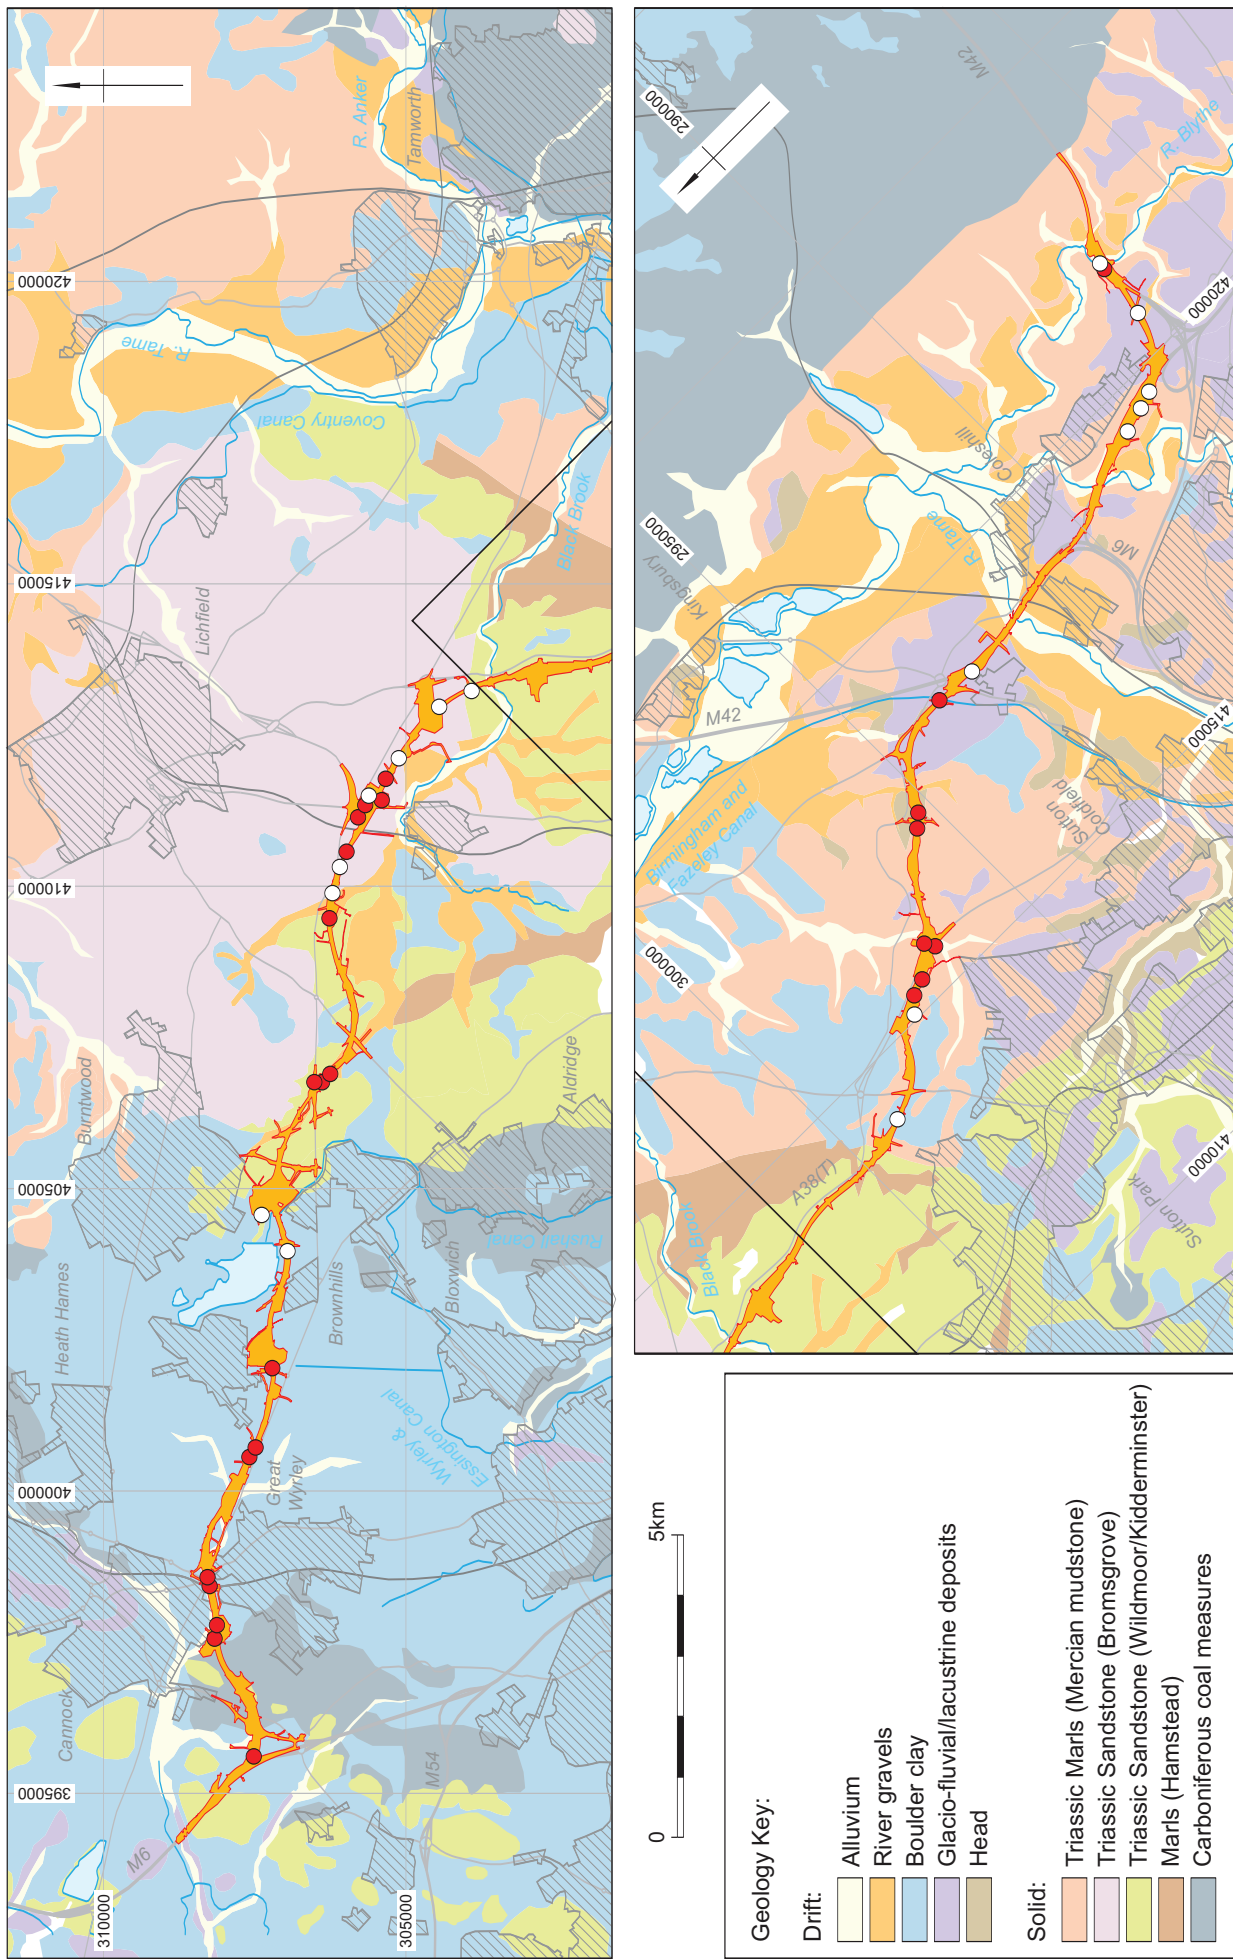 M6
Cannock
M54
Heath Hames
Great
Wyrley
Wyrley &
Essington Canal
Brownhills
Bloxwich
Rushall Canal
Burntwood
Aldridge
Lichfield
Black Brook
Coventry Canal
R. Tame
R. Anker
Tamworth
310000
305000
395000
400000
405000
410000
415000
420000
Black Brook
A38(T)
Sutton Park
300000
Birmingham and
Fazeley Canal
M42
Sutton
Coldfield
Kingsbury
295000
R. Tame
Coleshill
M6
M42
R. Blythe
290000
410000
415000
420000
0
5km
Geology Key:
Drift:
Alluvium
River gravels
Boulder clay
Glacio-fluvial/lacustrine deposits
Head
Solid:
Triassic Marls (Mercian mudstone)
Triassic Sandstone (Bromsgrove)
Triassic Sandstone (Wildmoor/Kidderminster)
Marls (Hamstead)
Carboniferous coal measures